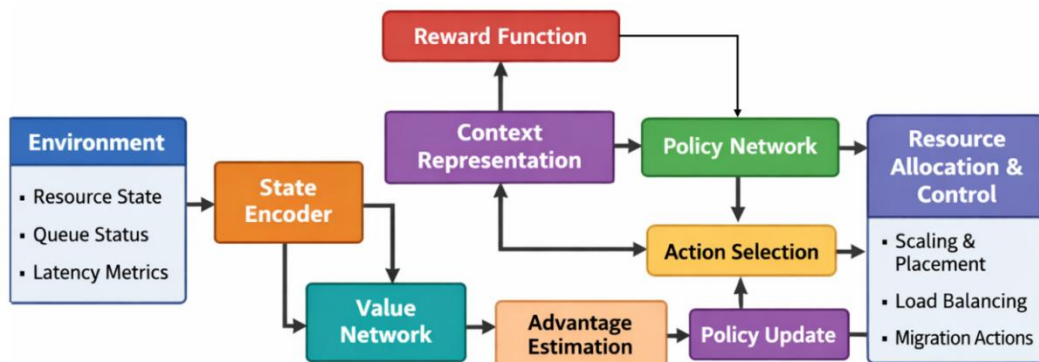 Reward Function
Environment
▪ Resource State
▪ Queue Status
▪ Latency Metrics
State
Encoder
Context
Representation
Policy Network
Action Selection
Value
Network
Advantage
Estimation
Policy Update
Resource
Allocation &
Control
▪ Scaling &
Placement
▪ Load Balancing
▪ Migration Actions